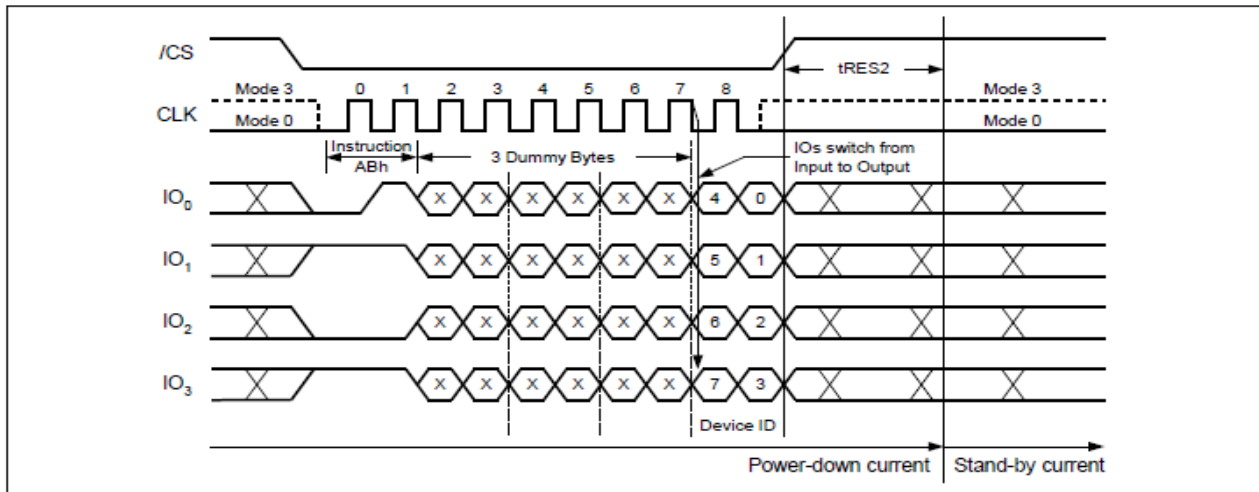 /CS
tRES2
Mode 3 0 1 2 3 4 5 6 7 8 Mode 3
CLK
Mode 0 Mode 0
Instruction ABh
3 Dummy Bytes
IOs switch from
Input to Output
IO0 X X X X X X X 4 0 X X X
IO1 X X X X X X X 5 1 X X X
IO2 X X X X X X X 6 2 X X X
IO3 X X X X X X X 7 3 X X X
Device ID
Power-down current Stand-by current